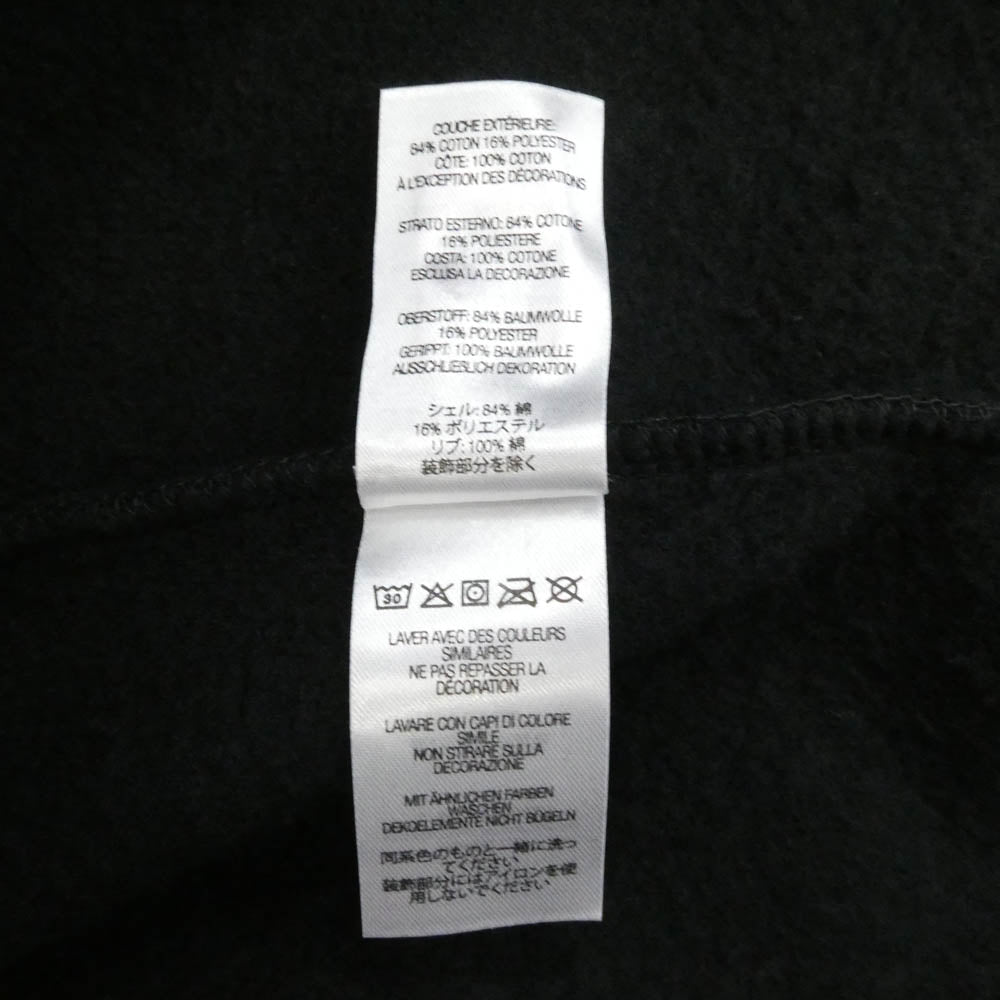 COUCHE EXTÉRIEURE:
84% COTON 16% POLYESTER
CÔTE: 100% COTON
À L'EXCEPTION DES DÉCORATIONS
STRATO ESTERNO: 84% COTONE
16% POLIESTERE
COSTA: 100% COTONE
ESCLUSA LA DECORAZIONE
OBERSTOFF: 84% BAUMWOLLE
16% POLYESTER
GERIPPT: 100% BAUMWOLLE
AUSSCHLIEßLICH DEKORATION
シェル: 84% 綿
16% ポリエステル
リブ: 100% 綿
装飾部分を除く
30
LAVER AVEC DES COULEURS
SIMILAIRES
NE PAS REPASSER LA
DÉCORATION
LAVARE CON CAPI DI COLORE
SIMILE
NON STIRARE SULLA
DECORAZIONE
MIT ÄHNLICHEN FARBEN
WASCHEN
DEKOELEMENTE NICHT BÜGELN
同系色のものと一緒に洗っ
てください
装飾部分にはアイロンを使
用しないでください